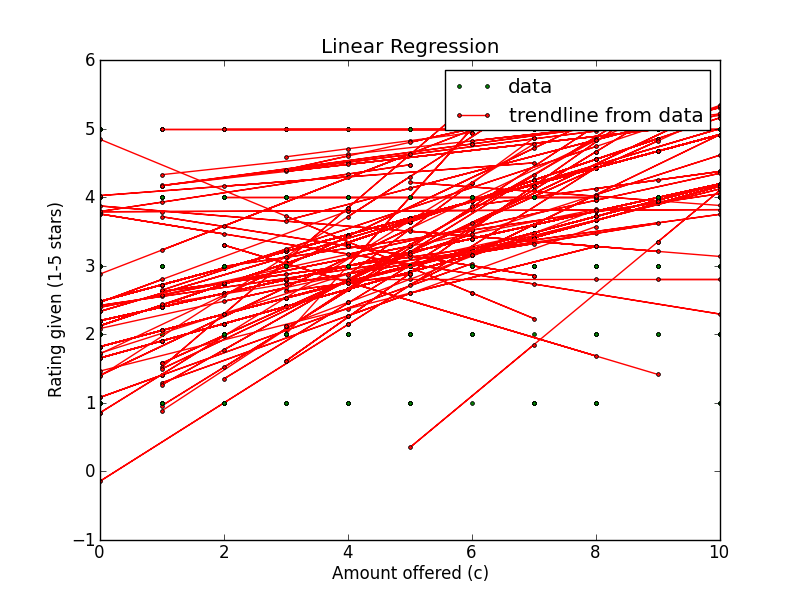 Linear Regression
data
trendline from data
6
5
4
3
2
1
0
−1
Rating given (1-5 stars)
0 2 4 6 8 10
Amount offered (c)